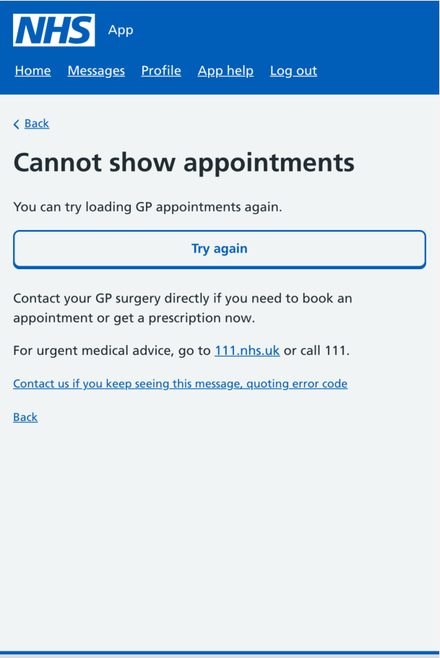 NHS App
Home Messages Profile App help Log out
Back
Cannot show appointments
You can try loading GP appointments again.
Try again
Contact your GP surgery directly if you need to book an
appointment or get a prescription now.
For urgent medical advice, go to 111.nhs.uk or call 111.
Contact us if you keep seeing this message, quoting error code
Back